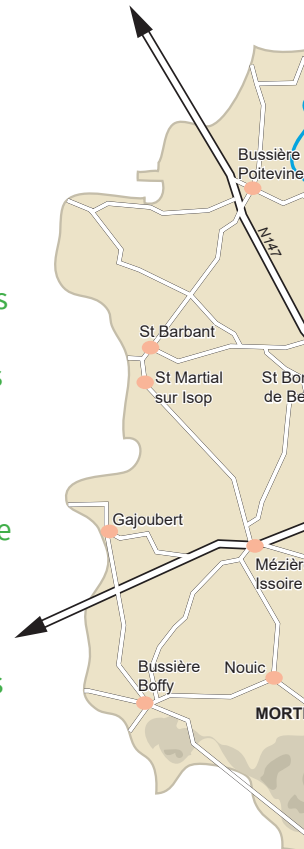 Bussière
Poitevine
N147
St Barbant
St Martial
sur Isop
Gajoubert
Bussière
Boffy
Nouic